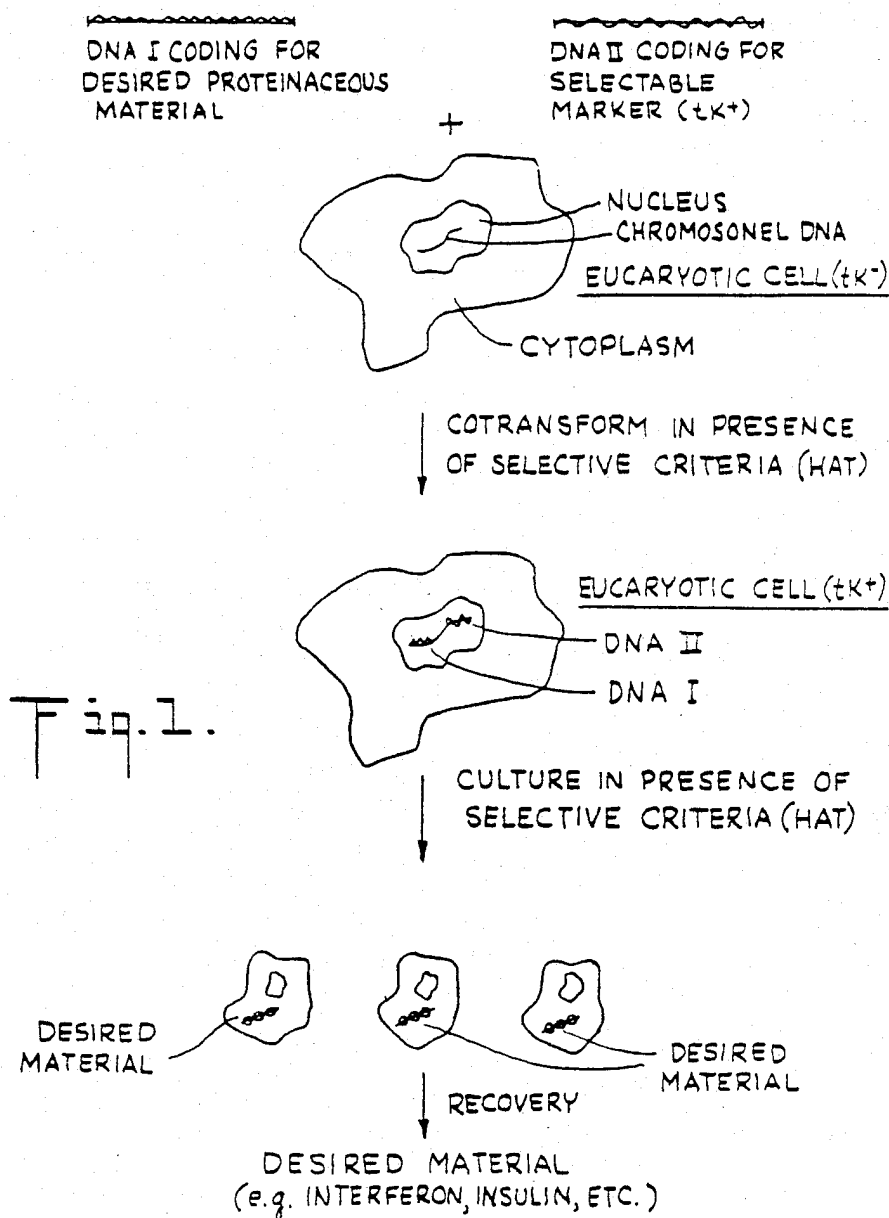 DNA I CODING FOR
DESIRED PROTEINACEOUS
MATERIAL
DNA II CODING FOR
SELECTABLE
MARKER (tK+)
+
NUCLEUS
CHROMOSONEL DNA
EUCARYOTIC CELL (tK-)
CYTOPLASM
COTRANSFORM IN PRESENCE
OF SELECTIVE CRITERIA (HAT)
EUCARYOTIC CELL (tK+)
DNA II
DNA I
Fig. 1.
CULTURE IN PRESENCE OF
SELECTIVE CRITERIA (HAT)
DESIRED
MATERIAL
DESIRED
MATERIAL
RECOVERY
DESIRED MATERIAL
(e.g. INTERFERON, INSULIN, ETC.)